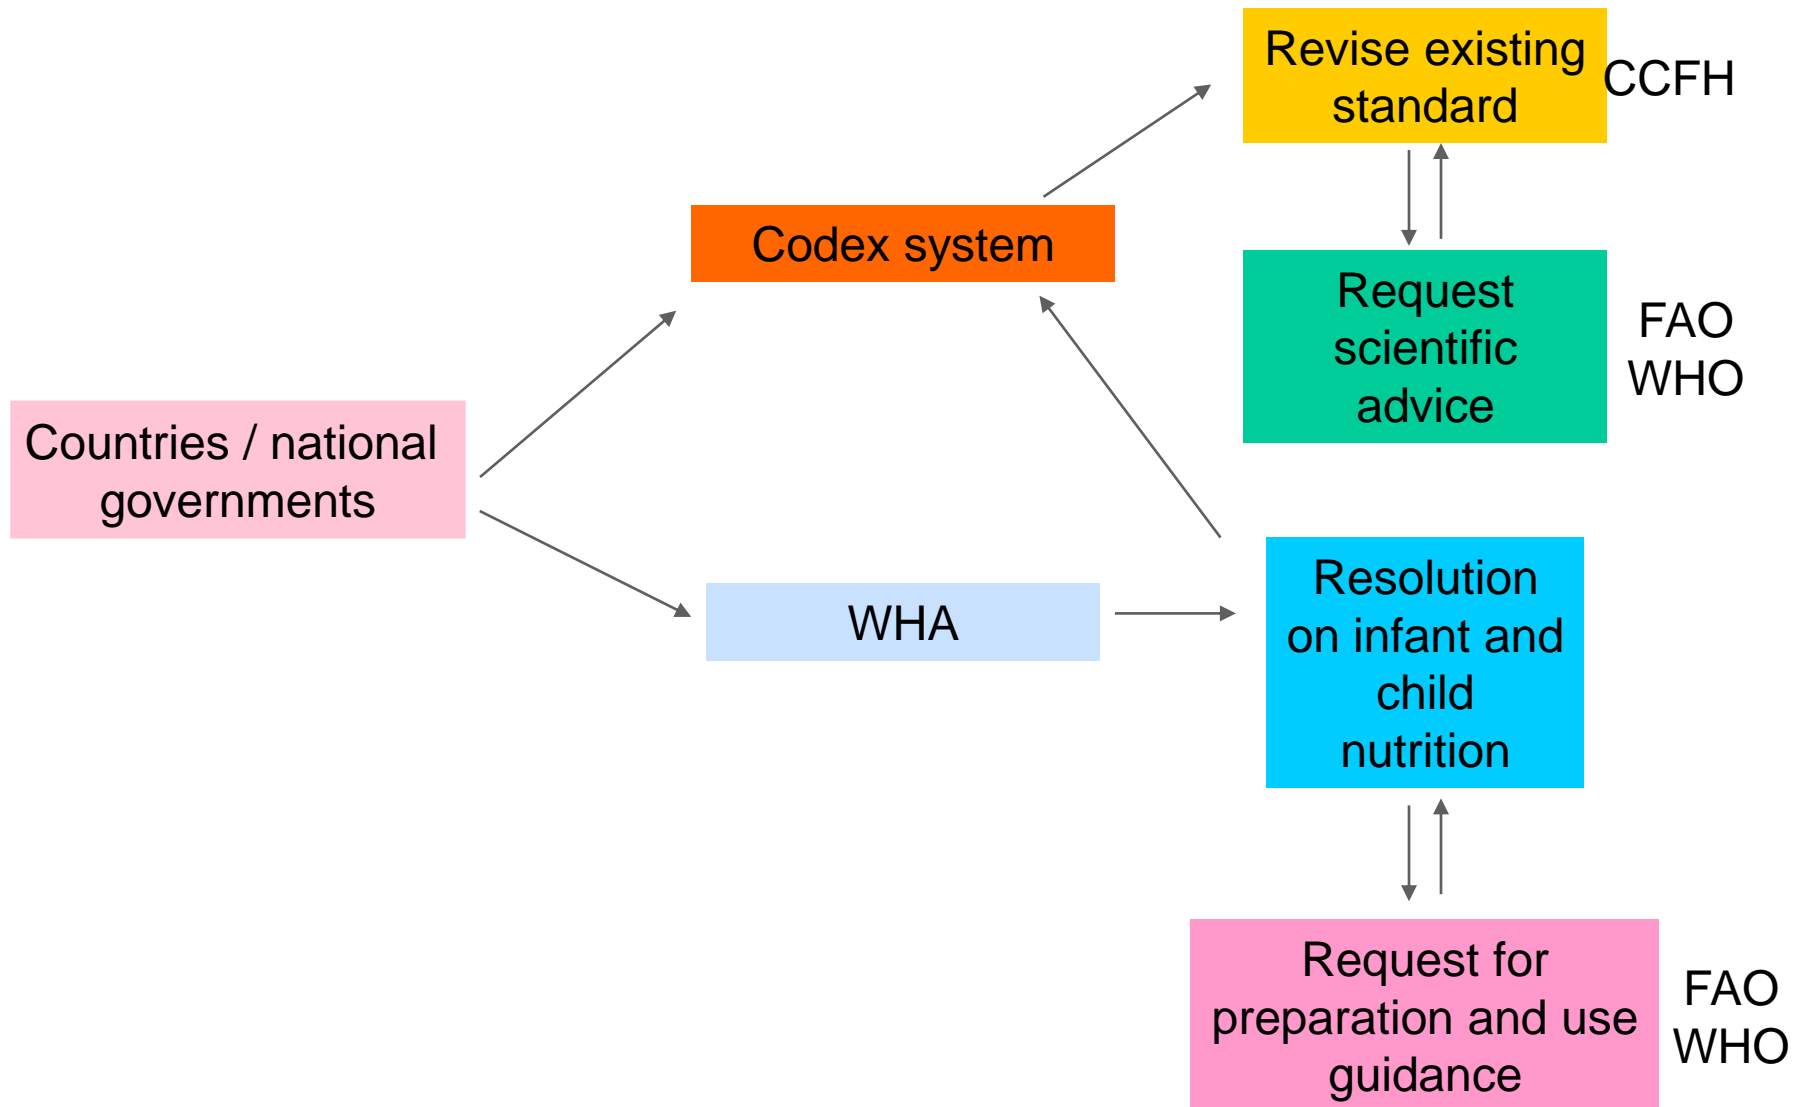 Revise existing
standard
CCFH
Codex system
Request
scientific
advice
FAO
WHO
Countries / national
governments
WHA
Resolution
on infant and
child
nutrition
Request for
preparation and use
guidance
FAO
WHO